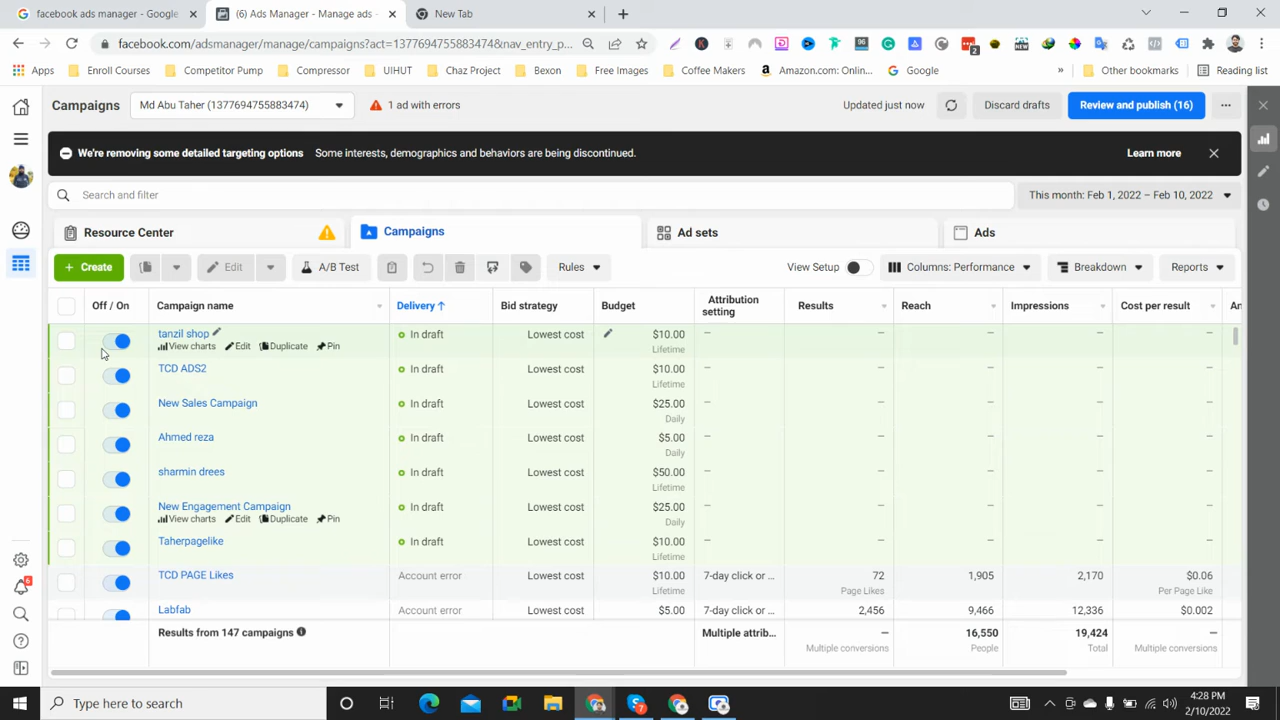 facebook ads manager - Google
(6) Ads Manager - Manage ads -
New Tab
facebook.com/adsmanager/manage/campaigns?act=1377694755883474&nav_entry_p...
Apps
Enroll Courses
Competitor Pump
Compressor
UIHUT
Chaz Project
Bexon
Free Images
Coffee Makers
Amazon.com: Onlin...
Google
»
Other bookmarks
Reading list
Campaigns
Md Abu Taher (1377694755883474)
1 ad with errors
Updated just now
Discard drafts
Review and publish (16)
We're removing some detailed targeting options Some interests, demographics and behaviors are being discontinued.
Learn more
Search and filter
This month: Feb 1, 2022 – Feb 10, 2022
Resource Center
Campaigns
Ad sets
Ads
+ Create
Edit
A/B Test
Rules
View Setup
Columns: Performance
Breakdown
Reports
Off / On
Campaign name
Delivery ↑
Bid strategy
Budget
Attribution setting
Results
Reach
Impressions
Cost per result
An
tanzil shop In draft Lowest cost $10.00 – – – – –
View charts Edit Duplicate Pin Lifetime
TCD ADS2 In draft Lowest cost $10.00 – – – – –
Lifetime
New Sales Campaign In draft Lowest cost $25.00 – – – – –
Daily
Ahmed reza In draft Lowest cost $5.00 – – – – –
Daily
sharmin drees In draft Lowest cost $50.00 – – – – –
Lifetime
New Engagement Campaign In draft Lowest cost $25.00 – – – – –
View charts Edit Duplicate Pin Daily
Taherpagelike In draft Lowest cost $10.00 – – – – –
Lifetime
TCD PAGE Likes Account error Lowest cost $10.00 7-day click or ... 72 1,905 2,170 $0.06
Lifetime Page Likes Per Page Like
Labfab Account error Lowest cost $5.00 7-day click or ... 2,456 9,466 12,336 $0.002
Results from 147 campaigns Multiple attrib... – 16,550 19,424 –
Multiple conversions People Total Multiple conversions
Type here to search
4:28 PM
2/10/2022